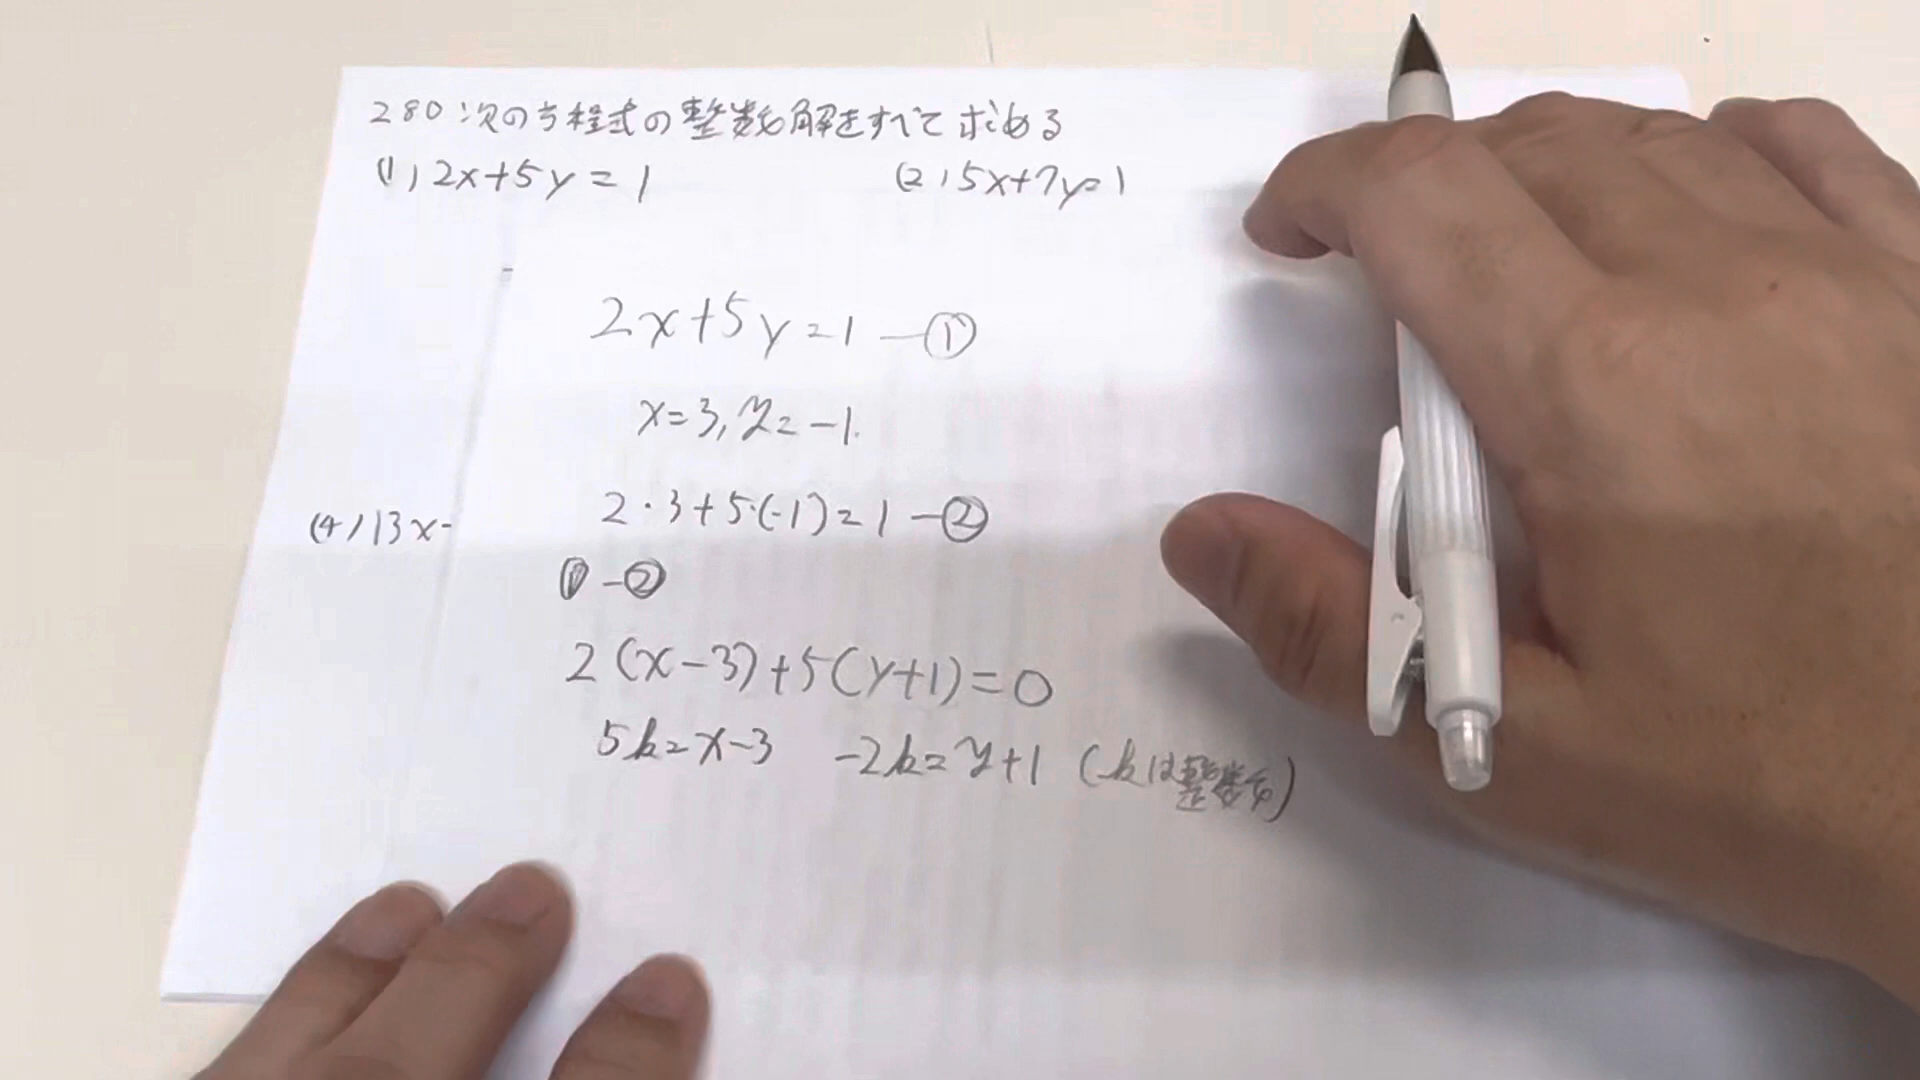 280 次の方程式の整数解をすべて求める
(1) 2x+5y=1 (2) 5x+7y=1
2x+5y=1 —①
x=3, y=-1.
2・3+5・(-1)=1 —②
(4) 13x-
①-②
2(x-3)+5(y+1)=0
5k=x-3 -2k=y+1 (kは整数)